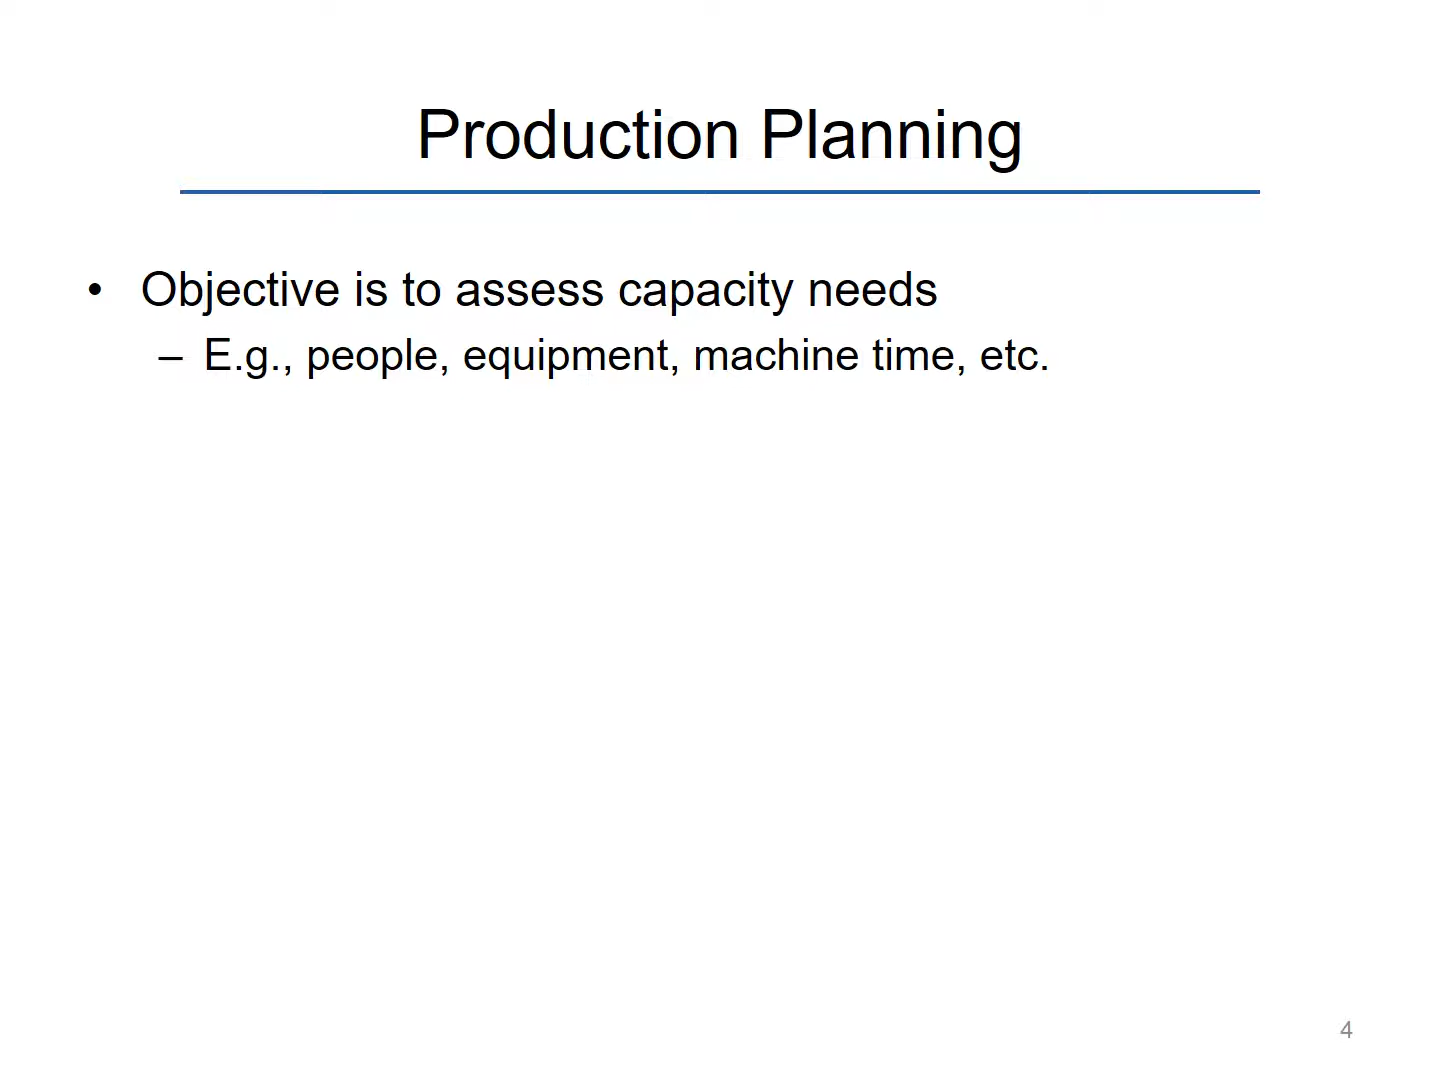 Production Planning
• Objective is to assess capacity needs
– E.g., people, equipment, machine time, etc.
4